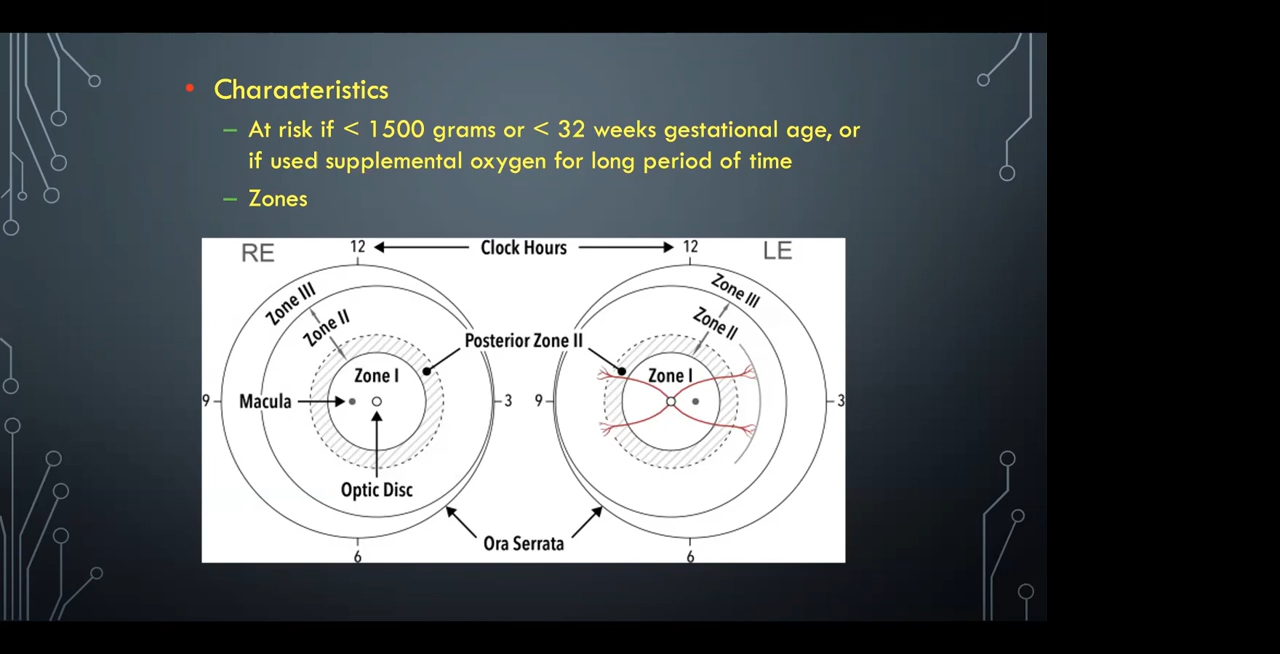 Characteristics
– At risk if < 1500 grams or < 32 weeks gestational age, or
if used supplemental oxygen for long period of time
– Zones
RE
12
Clock Hours
12
LE
Zone III
Zone II
Zone III
Zone II
Posterior Zone II
Zone I
Zone I
9
Macula
3
9
3
Optic Disc
Ora Serrata
6
6